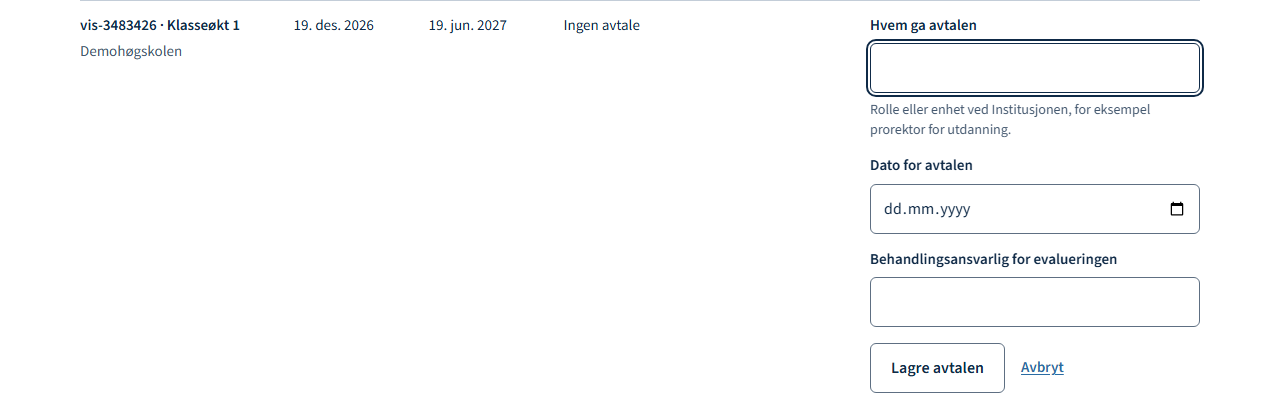 vis-3483426 · Klasseøkt 1
Demohøgskolen
19. des. 2026
19. jun. 2027
Ingen avtale
Hvem ga avtalen
Rolle eller enhet ved Institusjonen, for eksempel
prorektor for utdanning.
Dato for avtalen
dd.mm.yyyy
Behandlingsansvarlig for evalueringen
Lagre avtalen
Avbryt